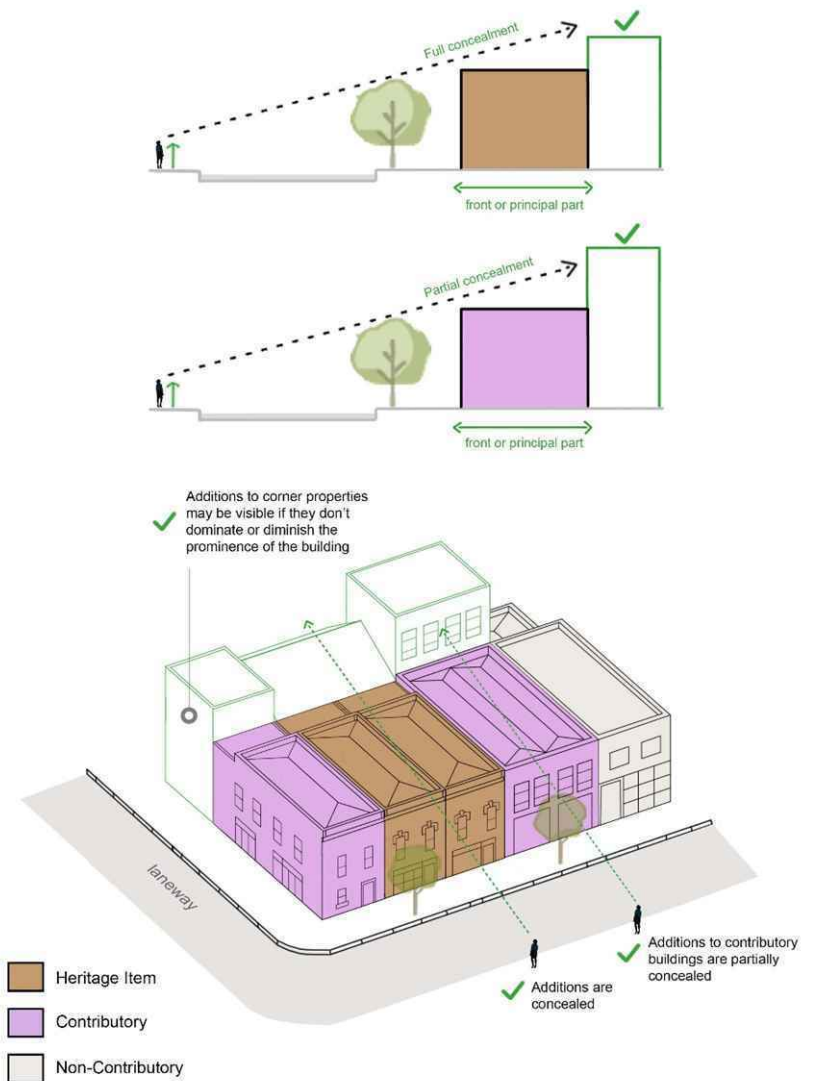 Full concealment
front or principal part
Partial concealment
front or principal part
Additions to corner properties
may be visible if they don't
dominate or diminish the
prominence of the building
laneway
Additions to contributory
buildings are partially
concealed
Additions are
concealed
Heritage Item
Contributory
Non-Contributory